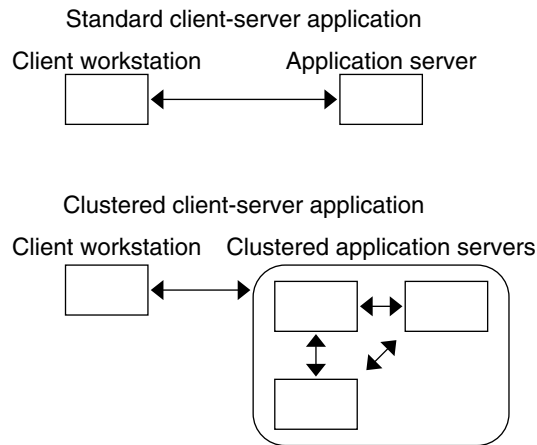 Standard client-server application
Client workstation Application server
Clustered client-server application
Client workstation Clustered application servers